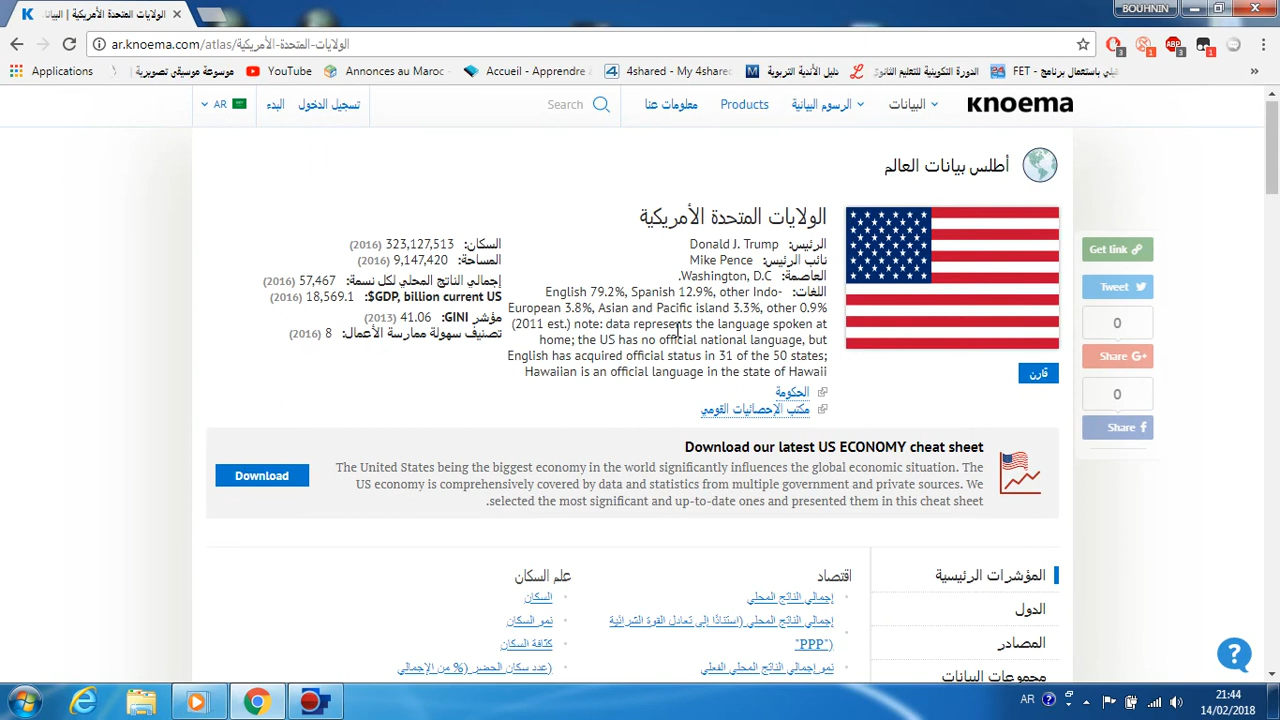 الولايات المتحدة الأمريكية | البيانا
BOUHNIN
ar.knoema.com/atlas/الولايات-المتحدة-الأمريكية
3
1
ABP
3
1
Applications
موسوعة موسيقي تصويرية
YouTube
Annonces au Maroc
Accueil - Apprendre
4shared - My 4shared
دليل الأندية التربوية
الدورة التكوينية للتعليم الثانوي
FET - يلي باستعمال برنامج
»
knoema
البيانات
الرسوم البيانية
Products
معلومات عنا
Search
تسجيل الدخول
البدء
AR
أطلس بيانات العالم
الولايات المتحدة الأمريكية
الرئيس: Donald J. Trump
نائب الرئيس: Mike Pence
العاصمة: Washington, D.C.
اللغات: English 79.2%, Spanish 12.9%, other Indo-
European 3.8%, Asian and Pacific island 3.3%, other 0.9%
(2011 est.) note: data represents the language spoken at
home; the US has no official national language, but
English has acquired official status in 31 of the 50 states;
Hawaiian is an official language in the state of Hawaii
الحكومة
مكتب الإحصائيات القومي
السكان: 323,127,513 (2016)
المساحة: 9,147,420 (2016)
إجمالي الناتج المحلي لكل نسمة: 57,467 (2016)
GDP, billion current US$: 18,569.1 (2016)
مؤشر GINI: 41.06 (2013)
تصنيف سهولة ممارسة الأعمال: 8 (2016)
قارن
Get link
Tweet
0
Share G+
0
Share f
Download our latest US ECONOMY cheat sheet
The United States being the biggest economy in the world significantly influences the global economic situation. The
US economy is comprehensively covered by data and statistics from multiple government and private sources. We
selected the most significant and up-to-date ones and presented them in this cheat sheet.
Download
المؤشرات الرئيسية
الدول
المصادر
مجموعات البيانات
اقتصاد
إجمالي الناتج المحلي
إجمالي الناتج المحلي (استنادًا إلى تعادل القوة الشرائية
"PPP")
نمو إجمالي الناتج المحلي الفعلي
علم السكان
السكان
نمو السكان
كثافة السكان
عدد سكان الحضر (% من الإجمالي)
AR
21:44
14/02/2018